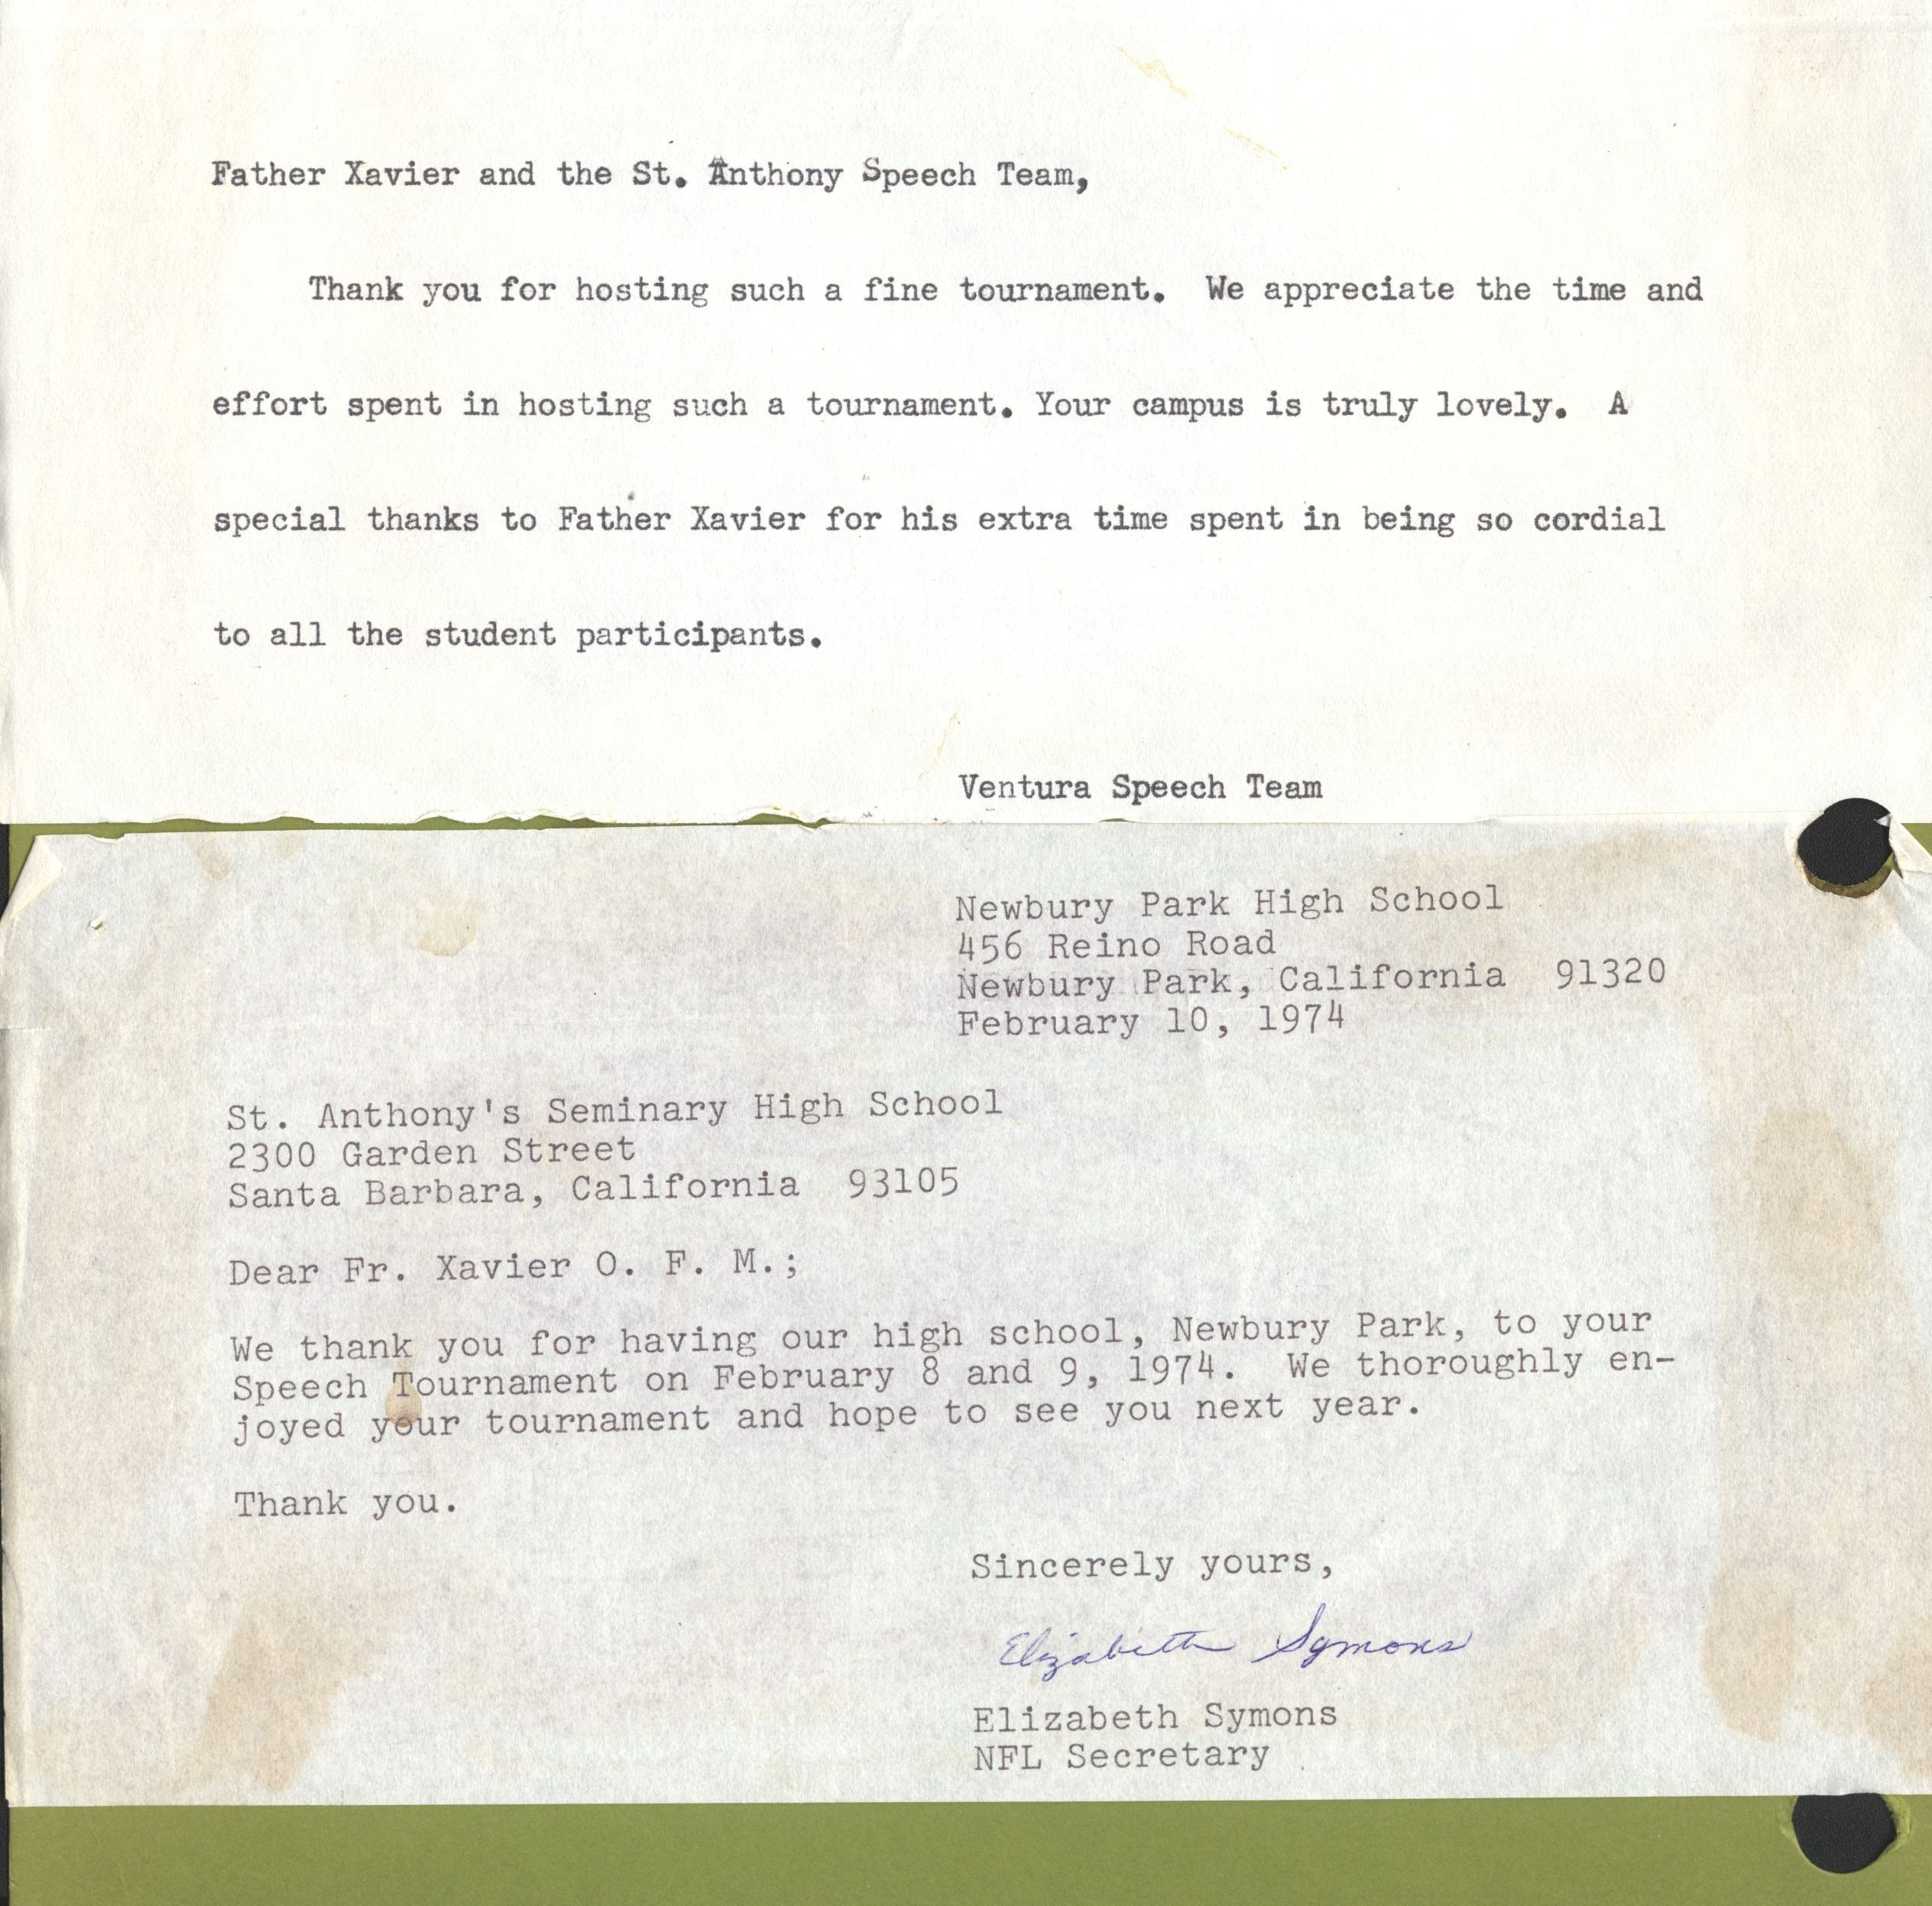 Father Xavier and the St. Anthony Speech Team,
Thank you for hosting such a fine tournament. We appreciate the time and
effort spent in hosting such a tournament. Your campus is truly lovely. A
special thanks to Father Xavier for his extra time spent in being so cordial
to all the student participants.
Ventura Speech Team
Newbury Park High School
456 Reino Road
Newbury Park, California 91320
February 10, 1974
St. Anthony's Seminary High School
2300 Garden Street
Santa Barbara, California 93105
Dear Fr. Xavier O. F. M.;
We thank you for having our high school, Newbury Park, to your
Speech Tournament on February 8 and 9, 1974. We thoroughly en-
joyed your tournament and hope to see you next year.
Thank you.
Sincerely yours,
Elizabeth Symons
Elizabeth Symons
NFL Secretary